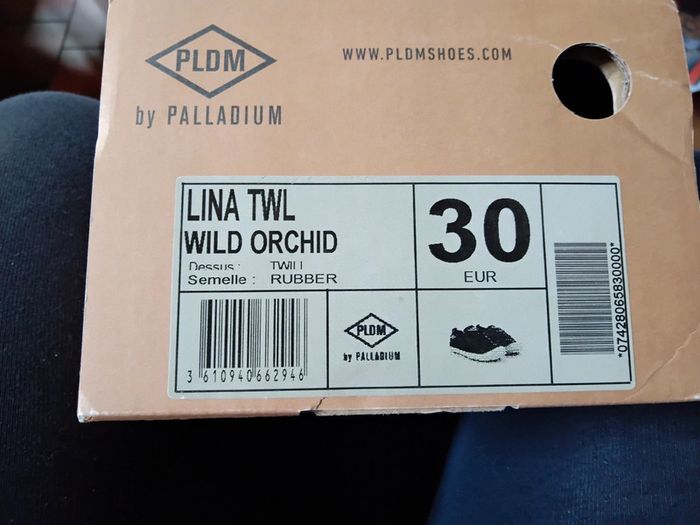 PLDM
by PALLADIUM
WWW.PLDMSHOES.COM
LINA TWL
WILD ORCHID
Dessus : TWILL
Semelle : RUBBER
30
EUR
3 610940 662946
PLDM
by PALLADIUM
*07428065830000*